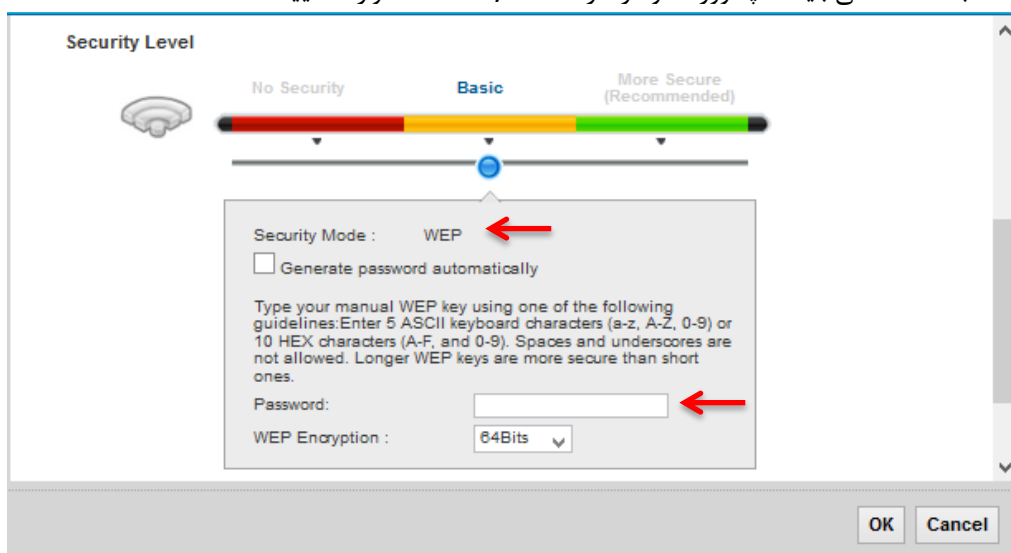 Security Level
No Security Basic More Secure
(Recommended)
Security Mode : WEP
Generate password automatically
Type your manual WEP key using one of the following
guidelines:Enter 5 ASCII keyboard characters (a-z, A-Z, 0-9) or
10 HEX characters (A-F, and 0-9). Spaces and underscores are
not allowed. Longer WEP keys are more secure than short
ones.
Password:
WEP Encryption : 64Bits
OK Cancel